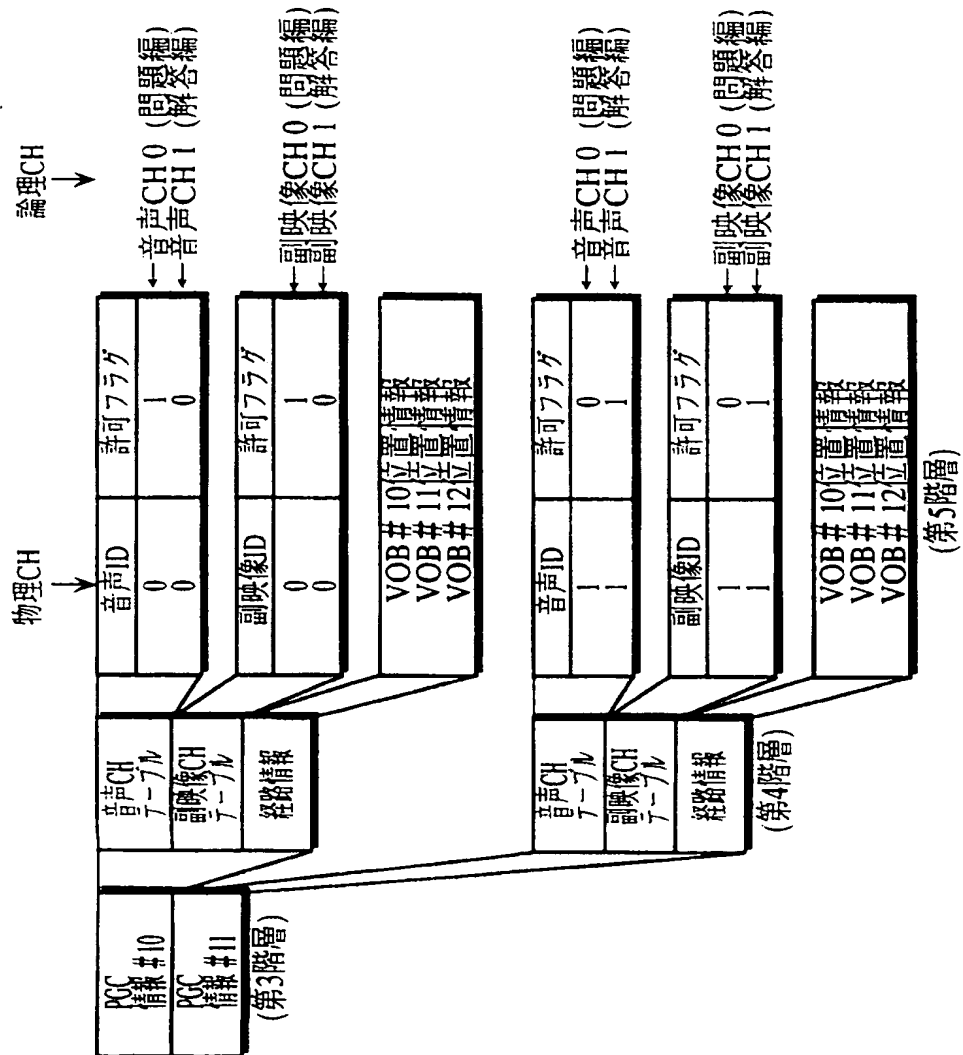 物理CH
論理CH
PGC
情報#10
PGC
情報#11
(第3階層)
音声CH
テーブル
副映像CH
テーブル
経路情報
音声ID
許可フラグ
0
1
0
0
音声CH 0 (問題編)
音声CH 1 (解答編)
副映像ID
許可フラグ
0
1
0
0
副映像CH 0 (問題編)
副映像CH 1 (解答編)
VOB# 10位置情報
VOB# 11位置情報
VOB# 12位置情報
音声CH
テーブル
副映像CH
テーブル
経路情報
(第4階層)
音声ID
許可フラグ
1
0
1
1
音声CH 0 (問題編)
音声CH 1 (解答編)
副映像ID
許可フラグ
1
0
1
1
副映像CH 0 (問題編)
副映像CH 1 (解答編)
VOB# 10位置情報
VOB# 11位置情報
VOB# 12位置情報
(第5階層)